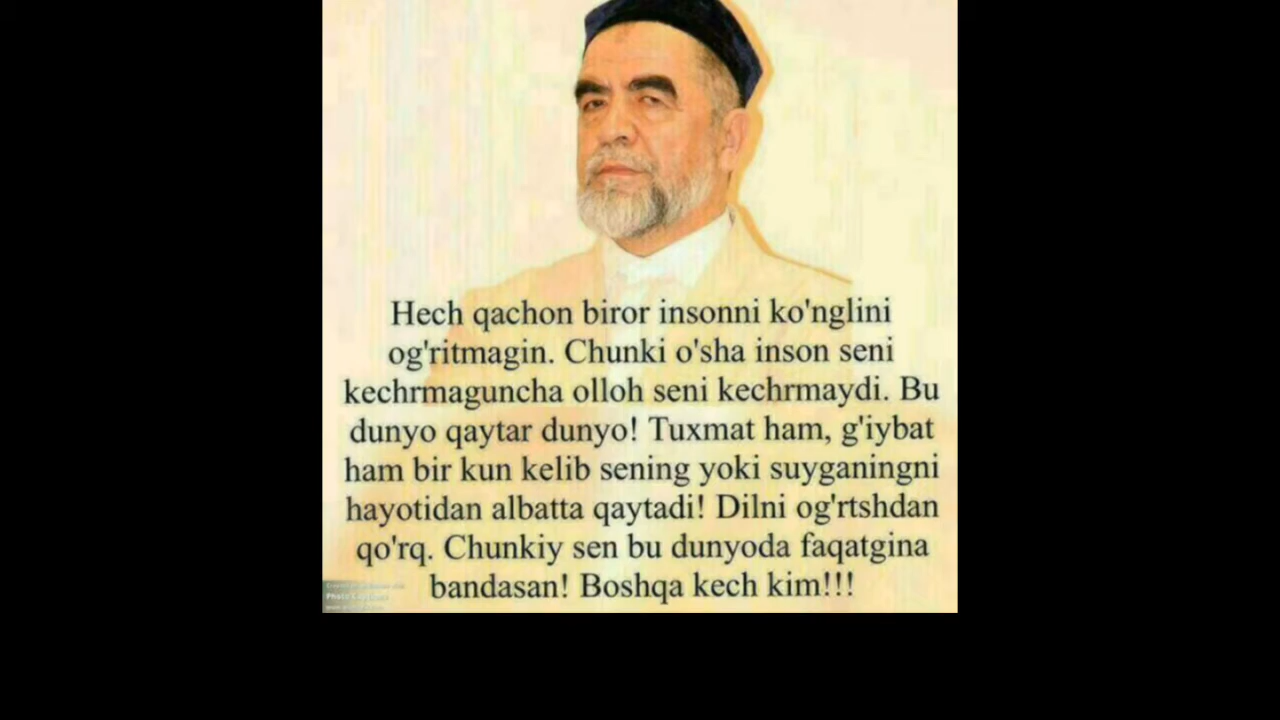 Hech qachon biror insonni ko'nglini
og'ritmagin. Chunki o'sha inson seni
kechrmaguncha olloh seni kechrmaydi. Bu
dunyo qaytar dunyo! Tuxmat ham, g'iybat
ham bir kun kelib sening yoki suyganingni
hayotidan albatta qaytadi! Dilni og'rtshdan
qo'rq. Chunkiy sen bu dunyoda faqatgina
bandasan! Boshqa kech kim!!!
Photo